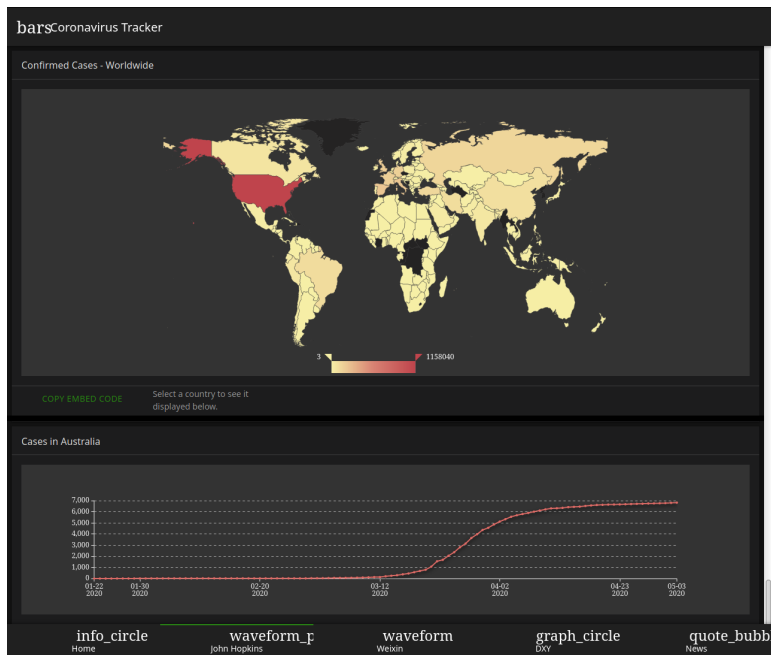 barsCoronavirus Tracker
Confirmed Cases - Worldwide
3
1158040
COPY EMBED CODE
Select a country to see it
displayed below.
Cases in Australia
7,000
6,000
5,000
4,000
3,000
2,000
1,000
0
01-22 01-30 02-20 03-12 04-02 04-23 05-03
2020 2020 2020 2020 2020 2020 2020
info_circle waveform_p waveform graph_circle quote_bubb
Home John Hopkins Weixin DXY News